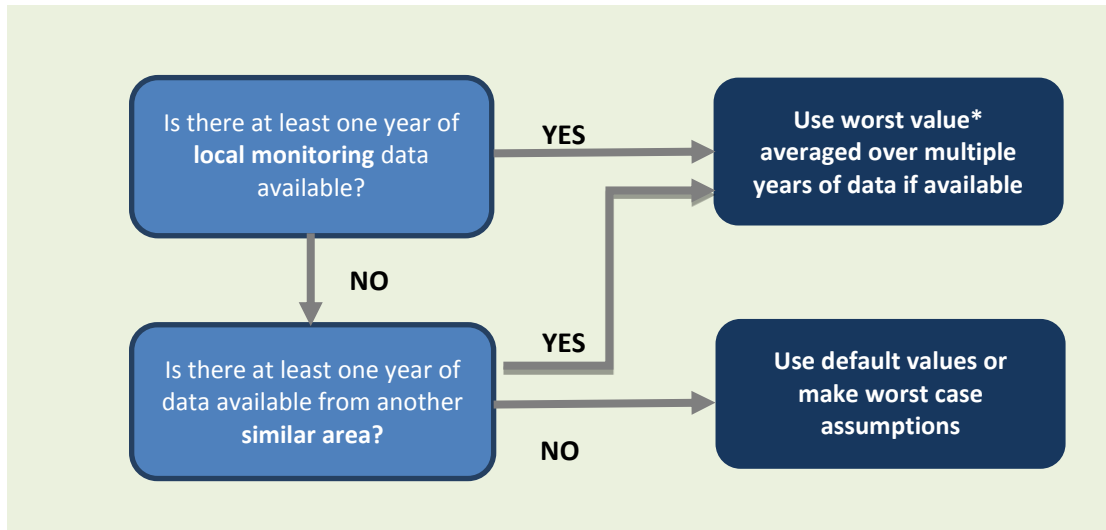 Is there at least one year of
local monitoring data
available?
YES
Use worst value*
averaged over multiple
years of data if available
NO
Is there at least one year of
data available from another
similar area?
YES
NO
Use default values or
make worst case
assumptions